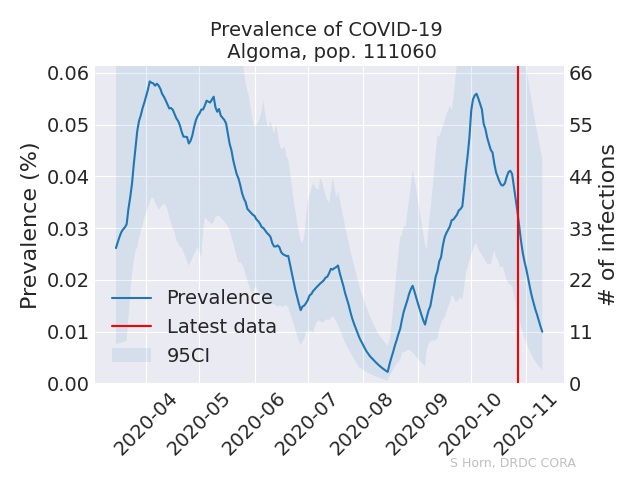 Prevalence of COVID-19
Algoma, pop. 111060
Prevalence (%)
0.06
0.05
0.04
0.03
0.02
0.01
0.00
66
55
44
33
22
11
0
# of infections
Prevalence
Latest data
95CI
2020-04
2020-05
2020-06
2020-07
2020-08
2020-09
2020-10
2020-11
S Horn, DRDC CORA